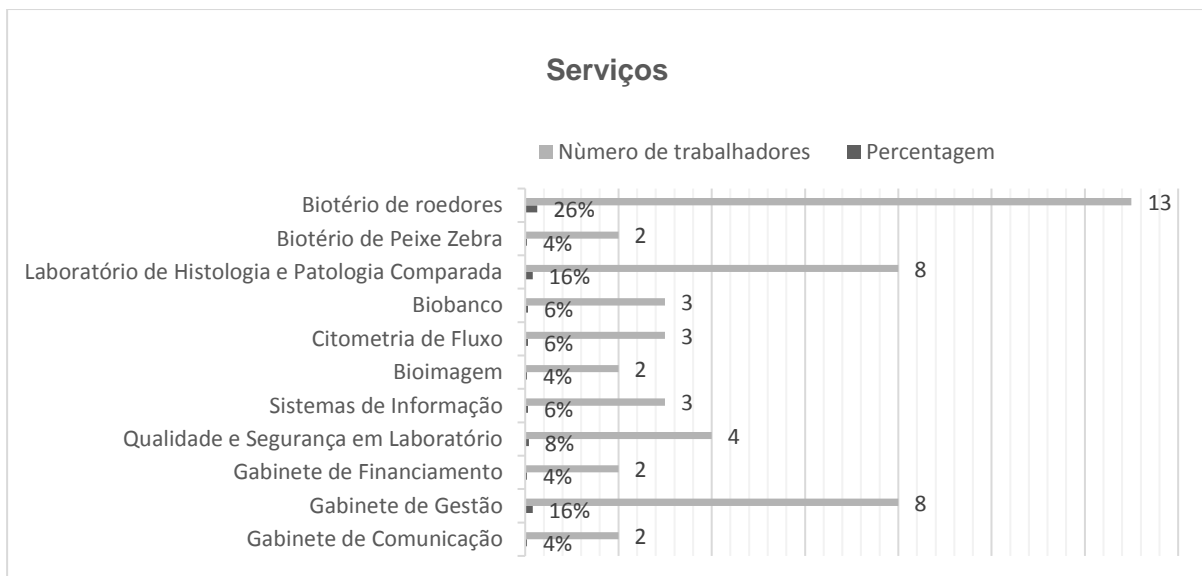 Serviços
Nùmero de trabalhadores Percentagem
Biotério de roedores 13
26%
Biotério de Peixe Zebra 2
4%
Laboratório de Histologia e Patologia Comparada 8
16%
Biobanco 3
6%
Citometria de Fluxo 3
6%
Bioimagem 2
4%
Sistemas de Informação 3
6%
Qualidade e Segurança em Laboratório 4
8%
Gabinete de Financiamento 2
4%
Gabinete de Gestão 8
16%
Gabinete de Comunicação 2
4%